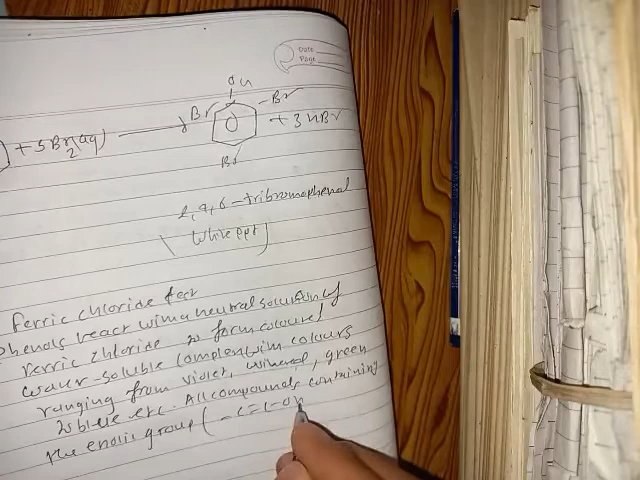 Date
Page
OH
Br -Br
) + 3Br2(aq) ⟶ + 3HBr
Br
2,4,6-tribromophenol
(White ppt)
Ferric Chloride test
Phenols react with a neutral solution of
Ferric Chloride to form coloured
water-soluble complex with colours
ranging from violet, green
blue etc. All compounds containing
the enolic group ( -C=C-OH